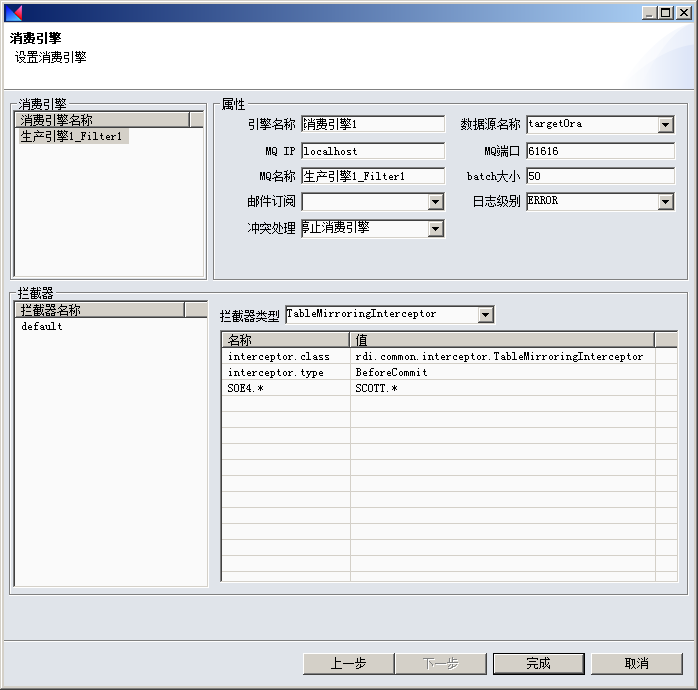 消费引擎
设置消费引擎
消费引擎
消费引擎名称
生产引擎1_Filter1
属性
引擎名称 消费引擎1 数据源名称 targetOra
MQ IP localhost MQ端口 61616
MQ名称 生产引擎1_Filter1 batch大小 50
邮件订阅 日志级别 ERROR
冲突处理 停止消费引擎
拦截器
拦截器名称
default
拦截器类型 TableMirroringInterceptor
名称 值
interceptor.class rdi.common.interceptor.TableMirroringInterceptor
interceptor.type BeforeCommit
SOE4.* SCOTT.*
上一步 下一步 完成 取消